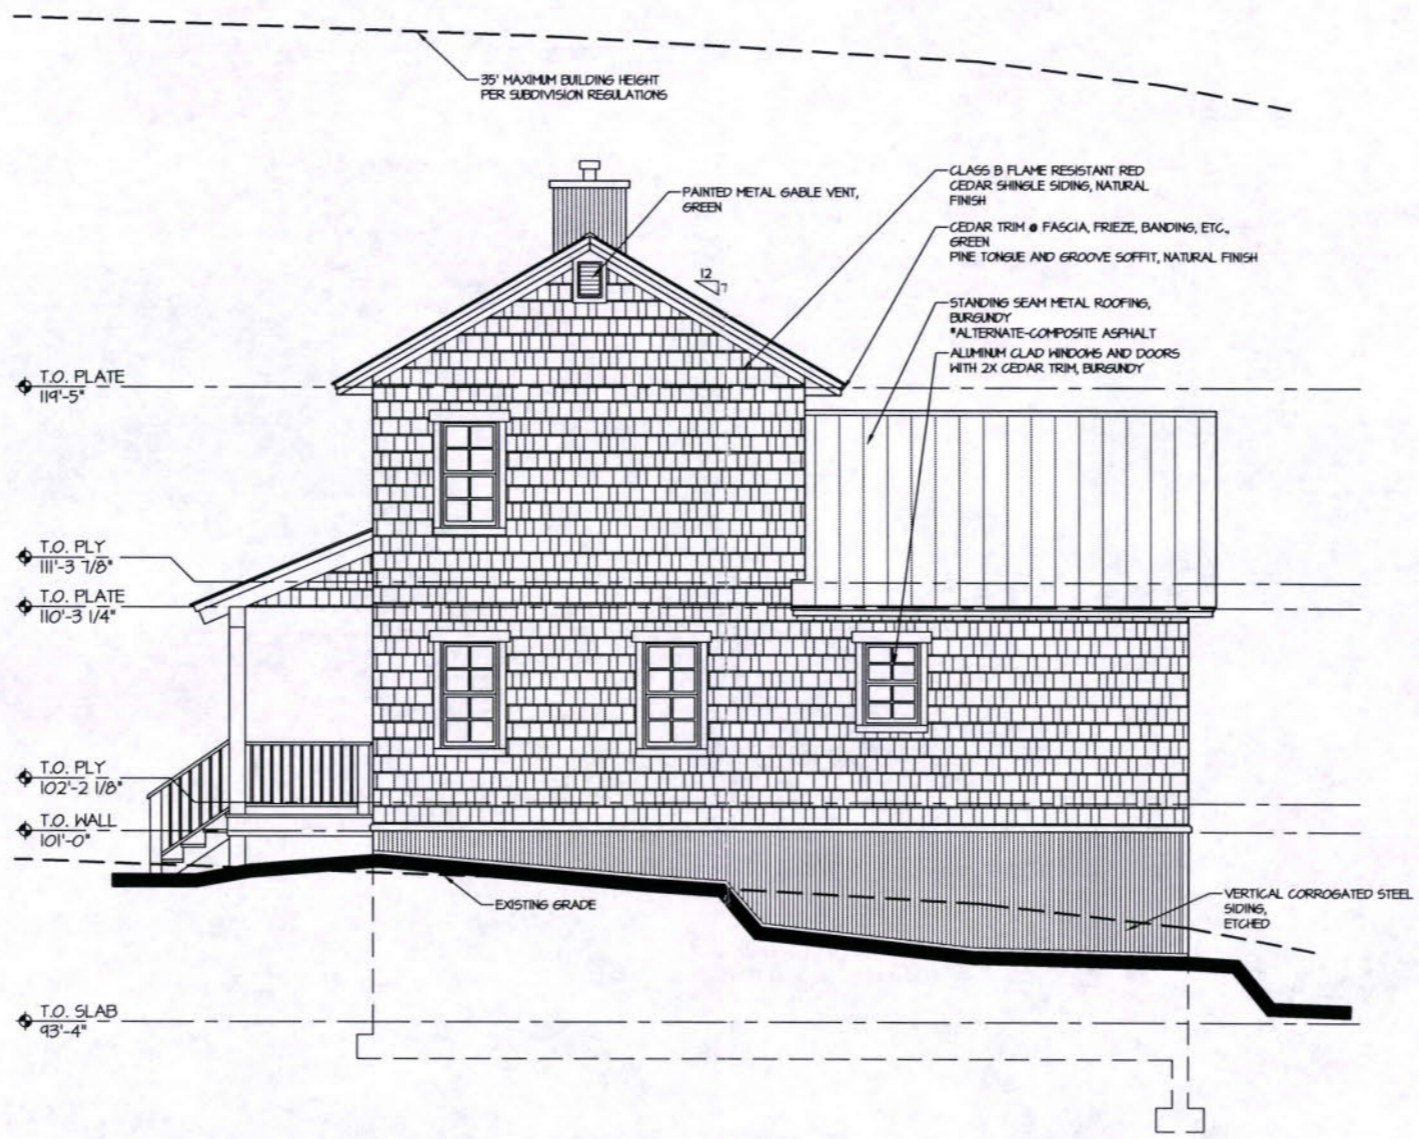 35' MAXIMUM BUILDING HEIGHT
PER SUBDIVISION REGULATIONS
PAINTED METAL GABLE VENT,
GREEN
CLASS B FLAME RESISTANT RED
CEDAR SHINGLE SIDING, NATURAL
FINISH
CEDAR TRIM @ FASCIA, FRIEZE, BANDING, ETC.,
GREEN
PINE TONGUE AND GROOVE SOFFIT, NATURAL FINISH
12
7
STANDING SEAM METAL ROOFING,
BURGUNDY
*ALTERNATE-COMPOSITE ASPHALT
ALUMINUM CLAD WINDOWS AND DOORS
WITH 2X CEDAR TRIM, BURGUNDY
T.O. PLATE
119'-5"
T.O. PLY
111'-3 7/8"
T.O. PLATE
110'-3 1/4"
T.O. PLY
102'-2 1/8"
T.O. WALL
101'-0"
EXISTING GRADE
VERTICAL CORROGATED STEEL
SIDING,
ETCHED
T.O. SLAB
93'-4"